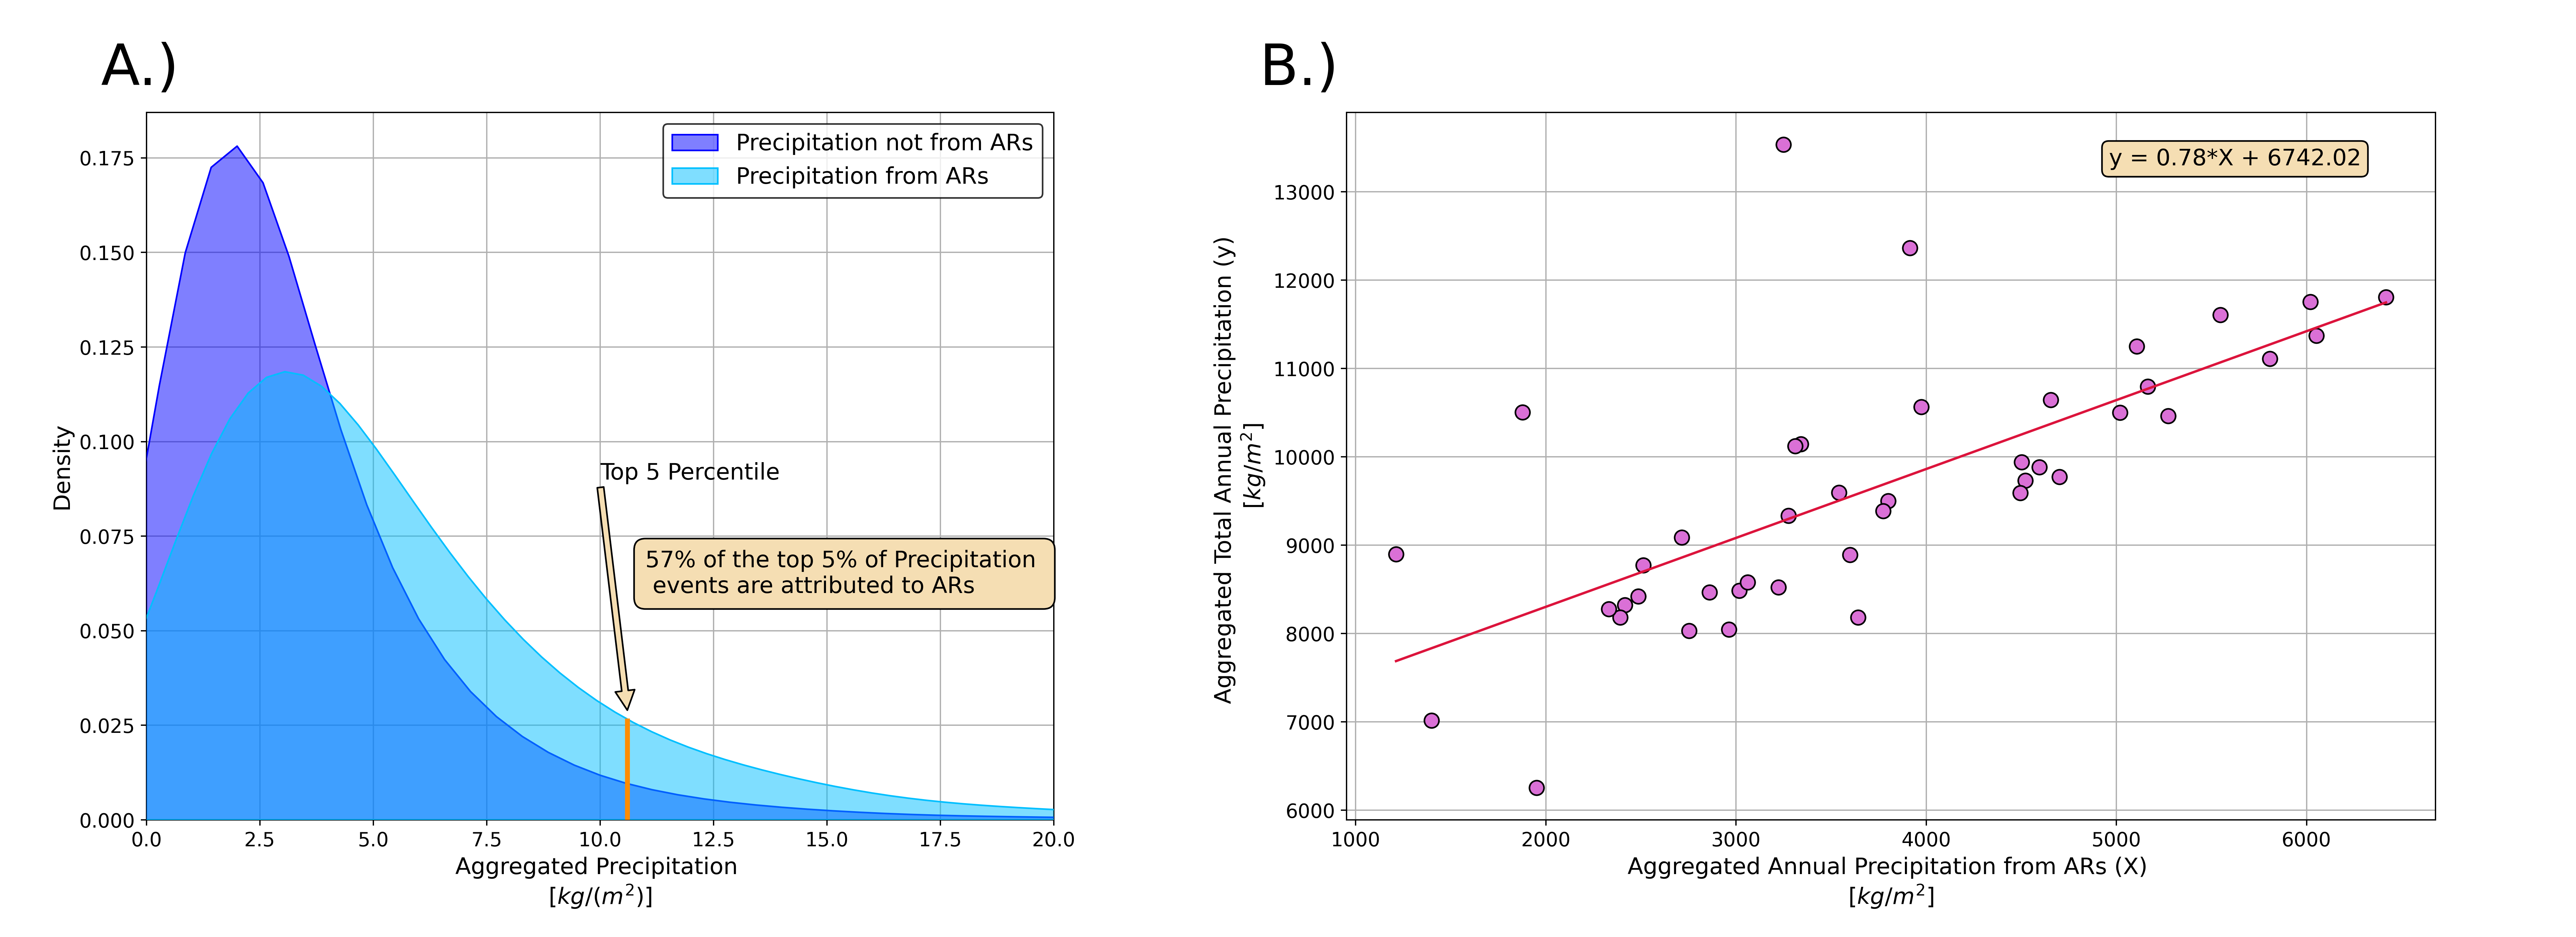 A.)
Density
0.175
0.150
0.125
0.100
0.075
0.050
0.025
0.000
0.0 2.5 5.0 7.5 10.0 12.5 15.0 17.5 20.0
Aggregated Precipitation
[kg/(m²)]
Precipitation not from ARs
Precipitation from ARs
Top 5 Percentile
57% of the top 5% of Precipitation
events are attributed to ARs
B.)
Aggregated Total Annual Precipitation (y)
[kg/m²]
13000
12000
11000
10000
9000
8000
7000
6000
1000 2000 3000 4000 5000 6000
Aggregated Annual Precipitation from ARs (X)
[kg/m²]
y = 0.78*X + 6742.02